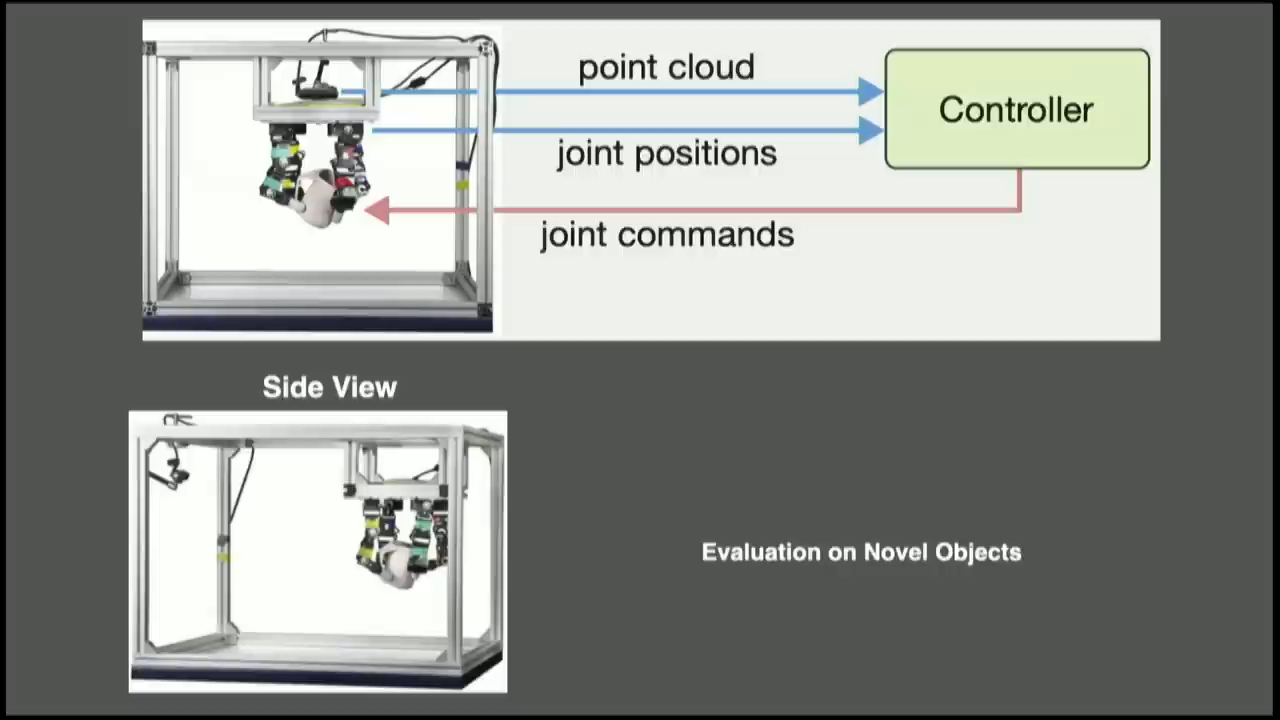 point cloud
Controller
joint positions
joint commands
Side View
Evaluation on Novel Objects